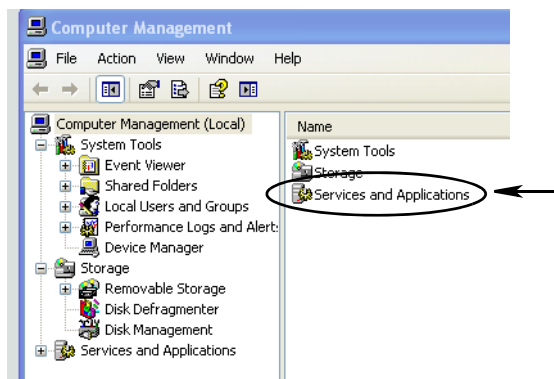 Computer Management
File Action View Window Help
Computer Management (Local)
System Tools
Event Viewer
Shared Folders
Local Users and Groups
Performance Logs and Alert:
Device Manager
Storage
Removable Storage
Disk Defragmenter
Disk Management
Services and Applications
Name
System Tools
Storage
Services and Applications